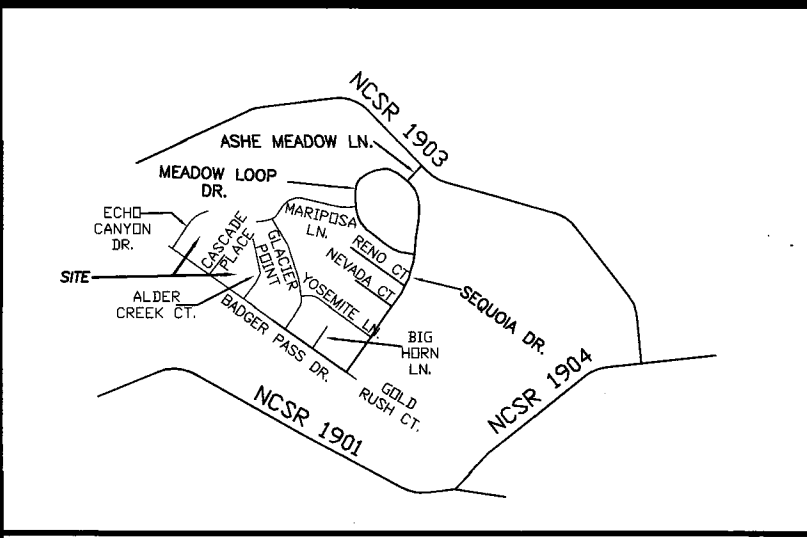 NCSR 1903
ASHE MEADOW LN.
MEADOW LOOP
DR.
ECHO
CANYON
DR.
CASCADE
PLACE
GLACIER
POINT
MARIPOSA
LN.
RENO CT.
NEVADA CT.
SITE
ALDER
CREEK CT.
YOSEMITE LN.
SEQUOIA DR.
BADGER PASS DR.
BIG
HORN
LN.
GOLD
RUSH CT.
NCSR 1904
NCSR 1901